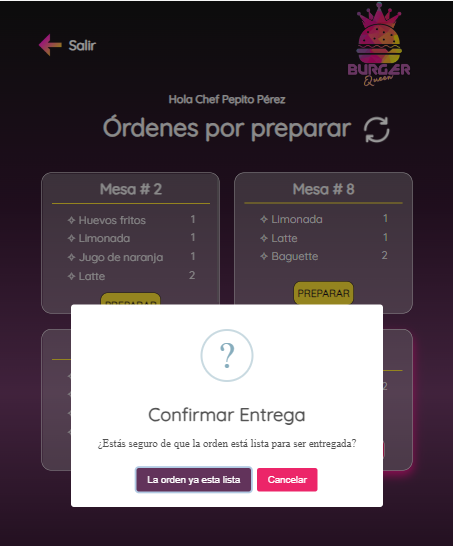 Salir
BURGER
Queen
Hola Chef Pepito Pérez
Órdenes por preparar
Mesa # 2
✧ Huevos fritos 1
✧ Limonada 1
✧ Jugo de naranja 1
✧ Latte 2
PREPARAR
Mesa # 8
✧ Limonada 1
✧ Latte 1
✧ Baguette 2
PREPARAR
2
?
Confirmar Entrega
¿Estás seguro de que la orden está lista para ser entregada?
La orden ya esta lista
Cancelar